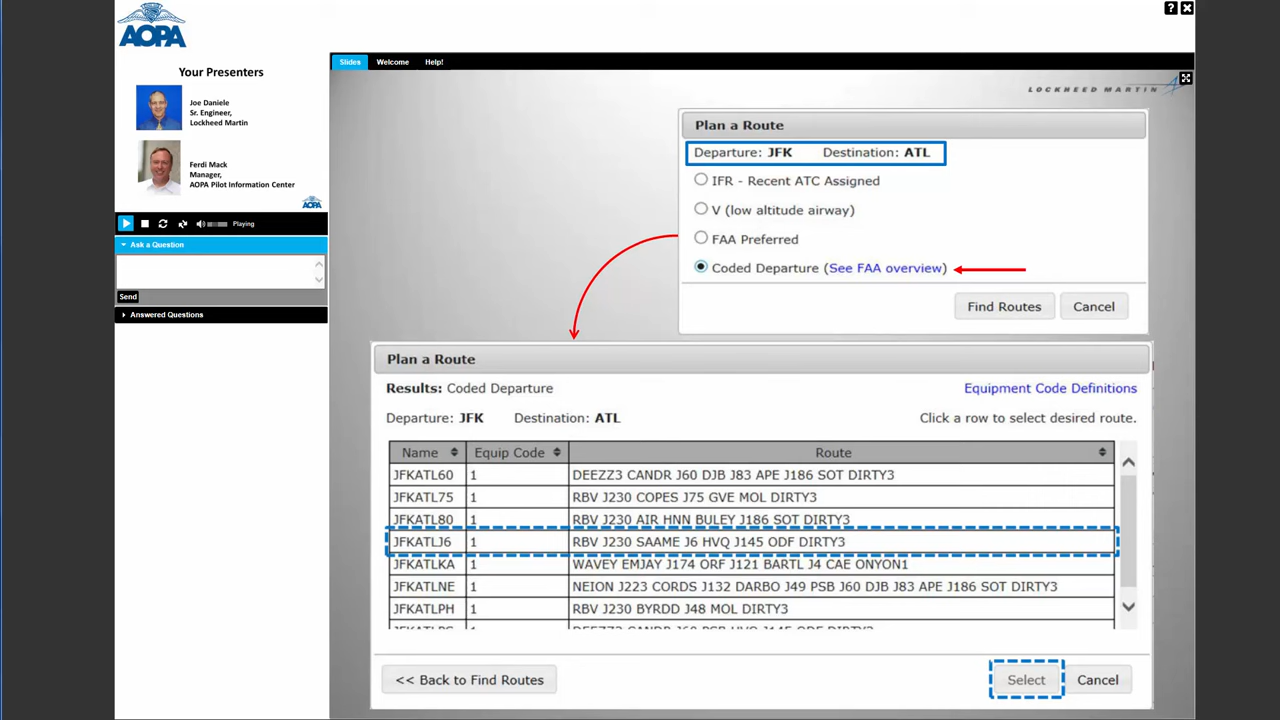 ? ×
AOPA
Your Presenters
Joe Daniele
Sr. Engineer,
Lockheed Martin
Ferdi Mack
Manager,
AOPA Pilot Information Center
Playing
Ask a Question
Send
Answered Questions
Slides Welcome Help!
LOCKHEED MARTIN
Plan a Route
Departure: JFK Destination: ATL
IFR - Recent ATC Assigned
V (low altitude airway)
FAA Preferred
Coded Departure (See FAA overview)
Find Routes Cancel
Plan a Route
Results: Coded Departure Equipment Code Definitions
Departure: JFK Destination: ATL Click a row to select desired route.
Name Equip Code Route
JFKATL60 1 DEEZZ3 CANDR J60 DJB J83 APE J186 SOT DIRTY3
JFKATL75 1 RBV J230 COPES J75 GVE MOL DIRTY3
JFKATL80 1 RBV J230 AIR HNN BULEY J186 SOT DIRTY3
JFKATLJ6 1 RBV J230 SAAME J6 HVQ J145 ODF DIRTY3
JFKATLKA 1 WAVEY EMJAY J174 ORF J121 BARTL J4 CAE ONYON1
JFKATLNE 1 NEION J223 CORDS J132 DARBO J49 PSB J60 DJB J83 APE J186 SOT DIRTY3
JFKATLPH 1 RBV J230 BYRDD J48 MOL DIRTY3
<< Back to Find Routes Select Cancel